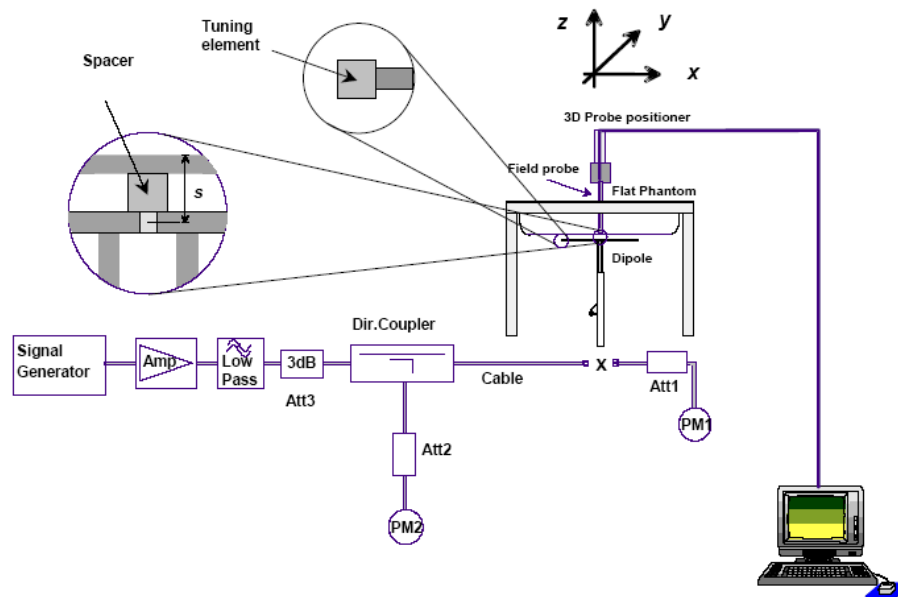 Tuning
element
z
y
x
Spacer
3D Probe positioner
Field probe
Flat Phantom
s
Dipole
Dir.Coupler
Signal
Generator
Amp
Low
Pass
3dB
Att3
Cable
x
Att1
PM1
Att2
PM2